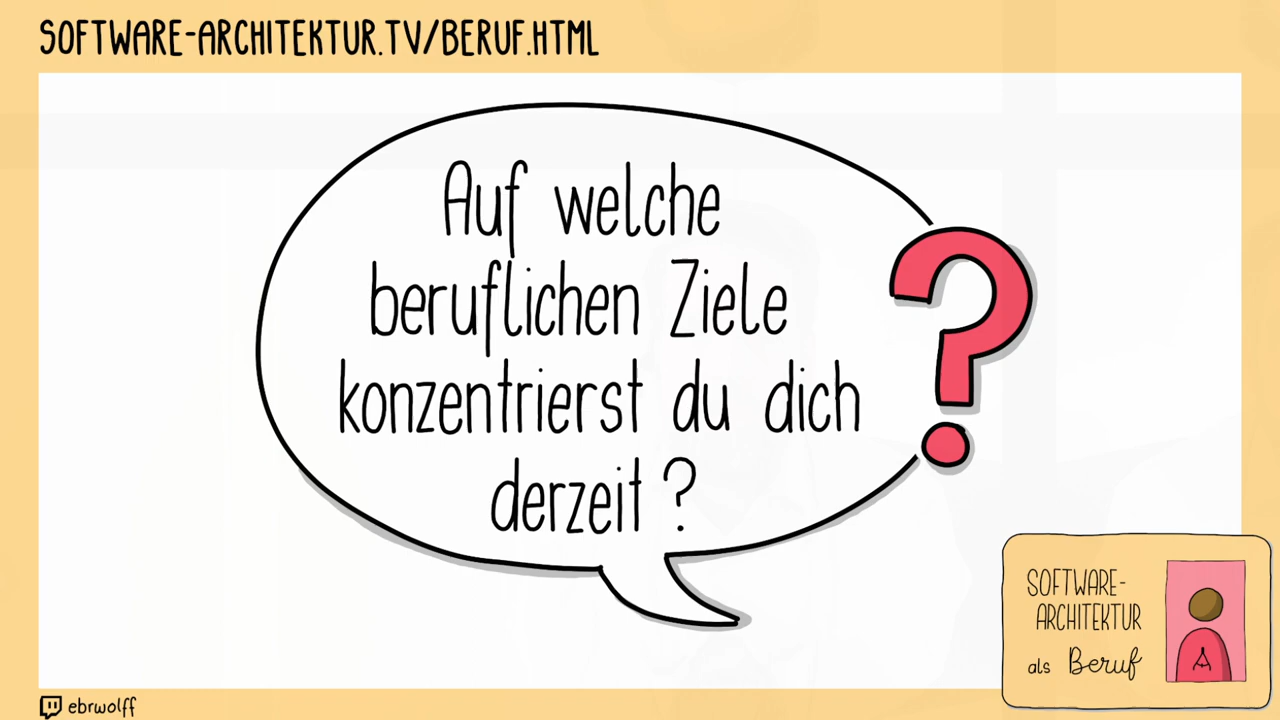 SOFTWARE-ARCHITEKTUR.TV/BERUF.HTML
Auf welche
beruflichen Ziele
konzentrierst du dich
derzeit ?
?
SOFTWARE-
ARCHITEKTUR
als Beruf
ebrwolff